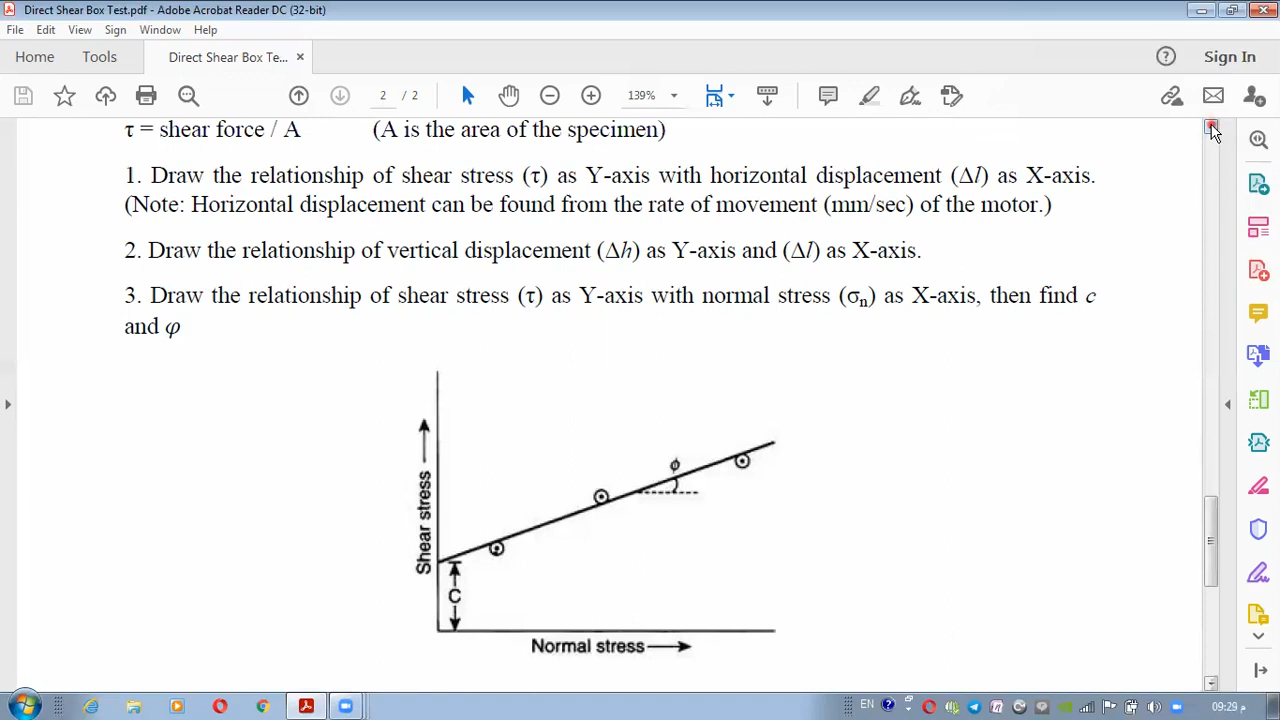 Direct Shear Box Test.pdf - Adobe Acrobat Reader DC (32-bit)
File Edit View Sign Window Help
Home Tools Direct Shear Box Te... × Sign In
2 / 2 139%
τ = shear force / A (A is the area of the specimen)
1. Draw the relationship of shear stress (τ) as Y-axis with horizontal displacement (Δl) as X-axis.
(Note: Horizontal displacement can be found from the rate of movement (mm/sec) of the motor.)
2. Draw the relationship of vertical displacement (Δh) as Y-axis and (Δl) as X-axis.
3. Draw the relationship of shear stress (τ) as Y-axis with normal stress (σn) as X-axis, then find c
and φ
ϕ
Shear stress
C
Normal stress
EN 09:29 م